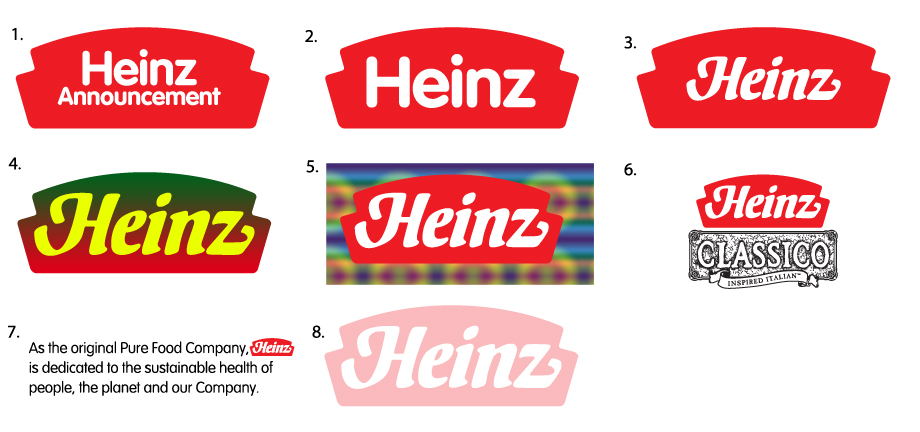 1.
Heinz
Announcement
2.
Heinz
3.
Heinz
4.
Heinz
5.
Heinz
6.
Heinz
CLASSICO
INSPIRED ITALIAN™
7.
As the original Pure Food Company, Heinz
is dedicated to the sustainable health of
people, the planet and our Company.
8.
Heinz